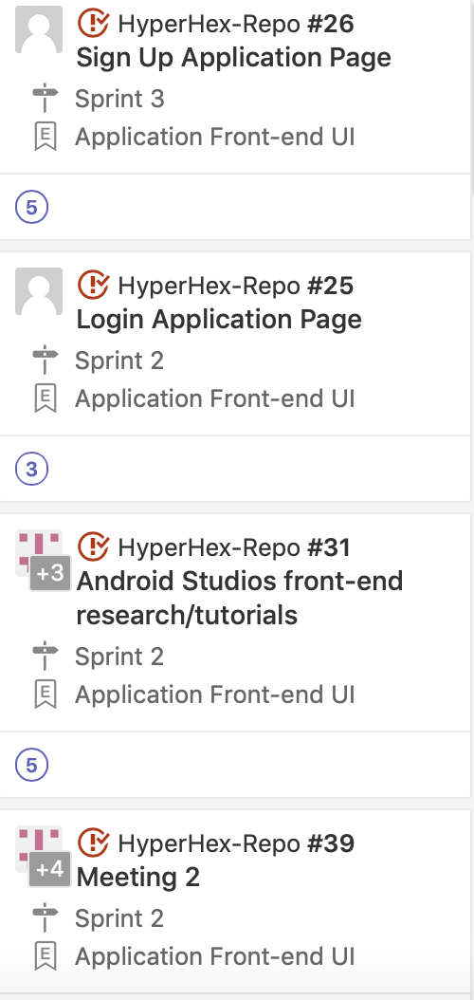 HyperHex-Repo #26
Sign Up Application Page
Sprint 3
E Application Front-end UI
5
HyperHex-Repo #25
Login Application Page
Sprint 2
E Application Front-end UI
3
HyperHex-Repo #31
+3 Android Studios front-end
research/tutorials
Sprint 2
E Application Front-end UI
5
HyperHex-Repo #39
+4 Meeting 2
Sprint 2
E Application Front-end UI